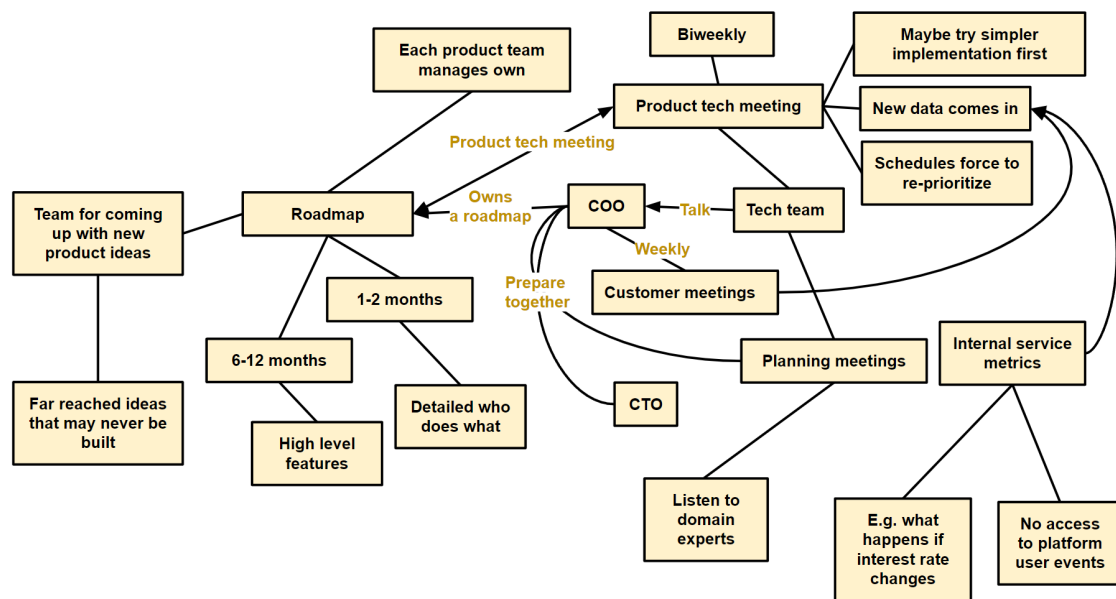 Each product team
manages own
Biweekly
Maybe try simpler
implementation first
Product tech meeting
New data comes in
Product tech meeting
Schedules force to
re-prioritize
Team for coming
up with new
product ideas
Roadmap
Owns
a roadmap
COO
Talk
Tech team
Weekly
Prepare
together
Customer meetings
1-2 months
6-12 months
Planning meetings
Internal service
metrics
Far reached ideas
that may never be
built
Detailed who
does what
CTO
High level
features
Listen to
domain
experts
E.g. what
happens if
interest rate
changes
No access
to platform
user events